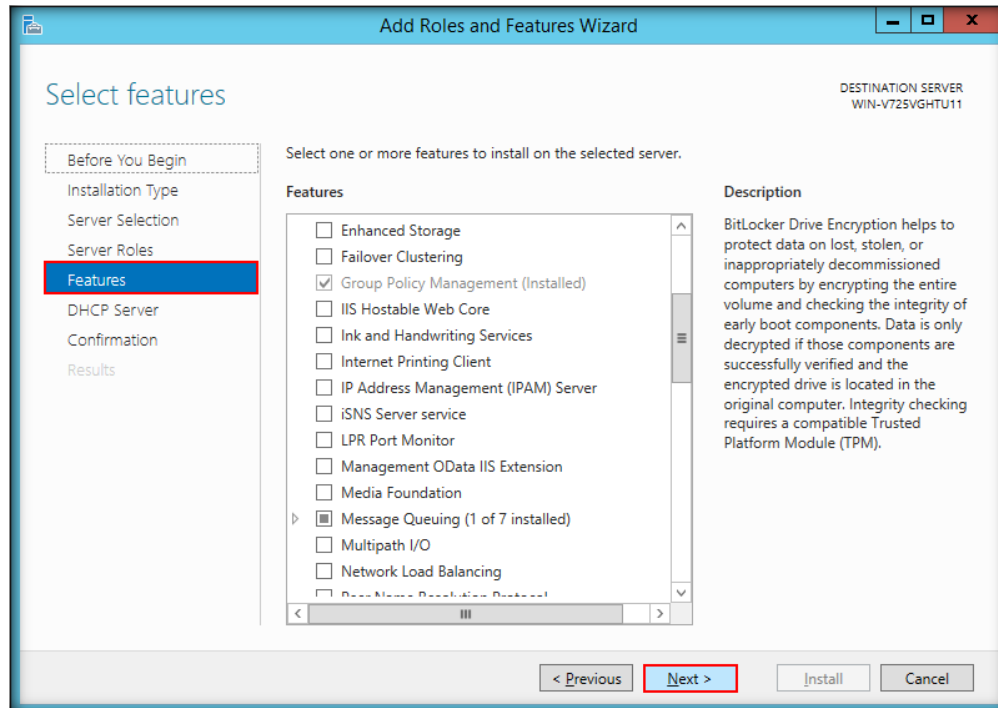 Add Roles and Features Wizard
Select features
DESTINATION SERVER
WIN-V725VGHTU11
Before You Begin
Installation Type
Server Selection
Server Roles
Features
DHCP Server
Confirmation
Results
Select one or more features to install on the selected server.
Features
Enhanced Storage
Failover Clustering
Group Policy Management (Installed)
IIS Hostable Web Core
Ink and Handwriting Services
Internet Printing Client
IP Address Management (IPAM) Server
iSNS Server service
LPR Port Monitor
Management OData IIS Extension
Media Foundation
Message Queuing (1 of 7 installed)
Multipath I/O
Network Load Balancing
Peer Name Resolution Protocol
Description
BitLocker Drive Encryption helps to
protect data on lost, stolen, or
inappropriately decommissioned
computers by encrypting the entire
volume and checking the integrity of
early boot components. Data is only
decrypted if those components are
successfully verified and the
encrypted drive is located in the
original computer. Integrity checking
requires a compatible Trusted
Platform Module (TPM).
< Previous
Next >
Install
Cancel